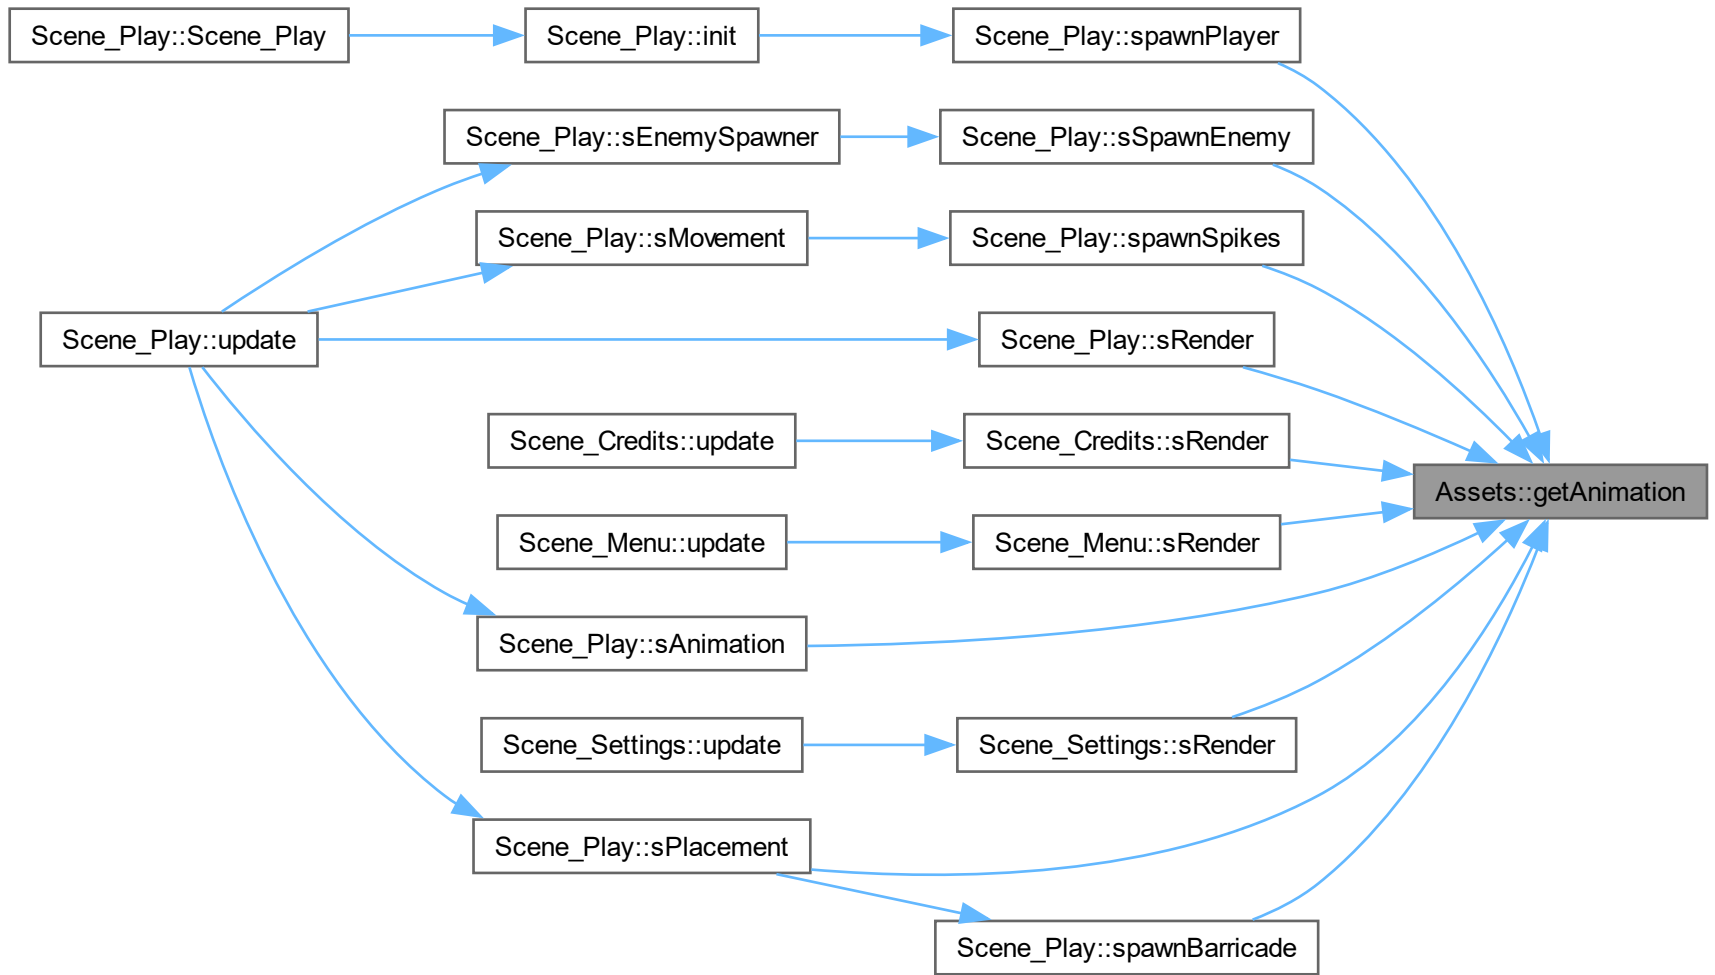 Scene_Play::Scene_Play
Scene_Play::init
Scene_Play::spawnPlayer
Scene_Play::sEnemySpawner
Scene_Play::sSpawnEnemy
Scene_Play::sMovement
Scene_Play::spawnSpikes
Scene_Play::update
Scene_Play::sRender
Scene_Credits::update
Scene_Credits::sRender
Assets::getAnimation
Scene_Menu::update
Scene_Menu::sRender
Scene_Play::sAnimation
Scene_Settings::update
Scene_Settings::sRender
Scene_Play::sPlacement
Scene_Play::spawnBarricade